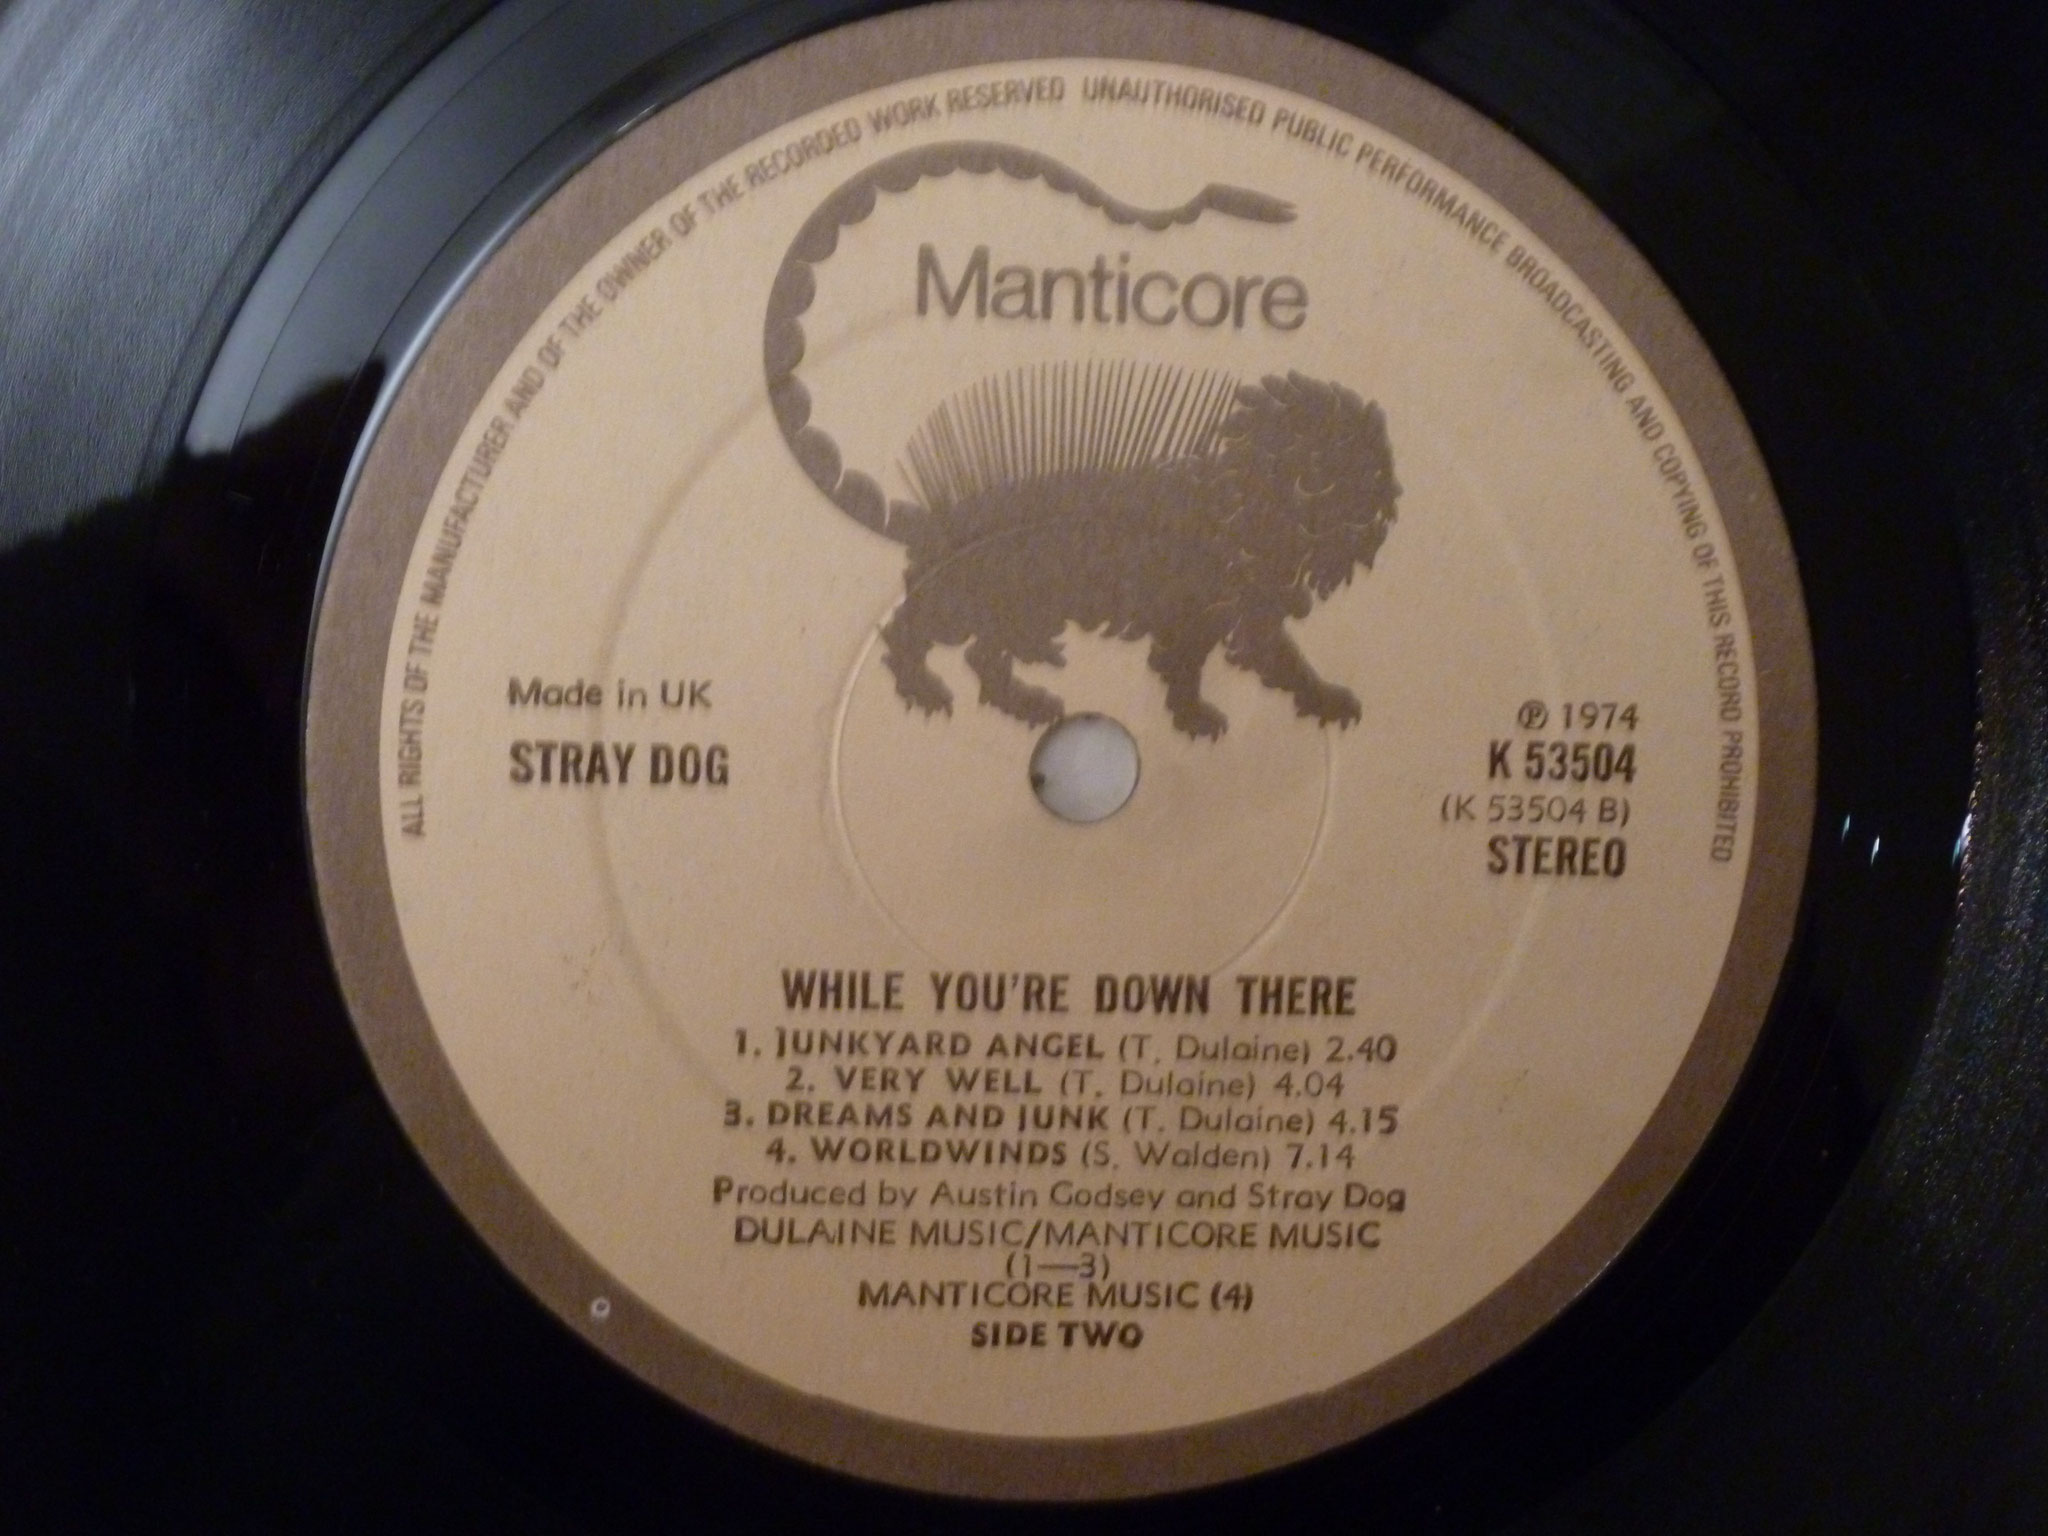 ALL RIGHTS OF THE MANUFACTURER AND OF THE OWNER OF THE RECORDED WORK RESERVED UNAUTHORISED PUBLIC PERFORMANCE BROADCASTING AND COPYING OF THIS RECORD PROHIBITED
Manticore
Made in UK
STRAY DOG
℗ 1974
K 53504
(K 53504 B)
STEREO
WHILE YOU'RE DOWN THERE
1. JUNKYARD ANGEL (T. Dulaine) 2.40
2. VERY WELL (T. Dulaine) 4.04
3. DREAMS AND JUNK (T. Dulaine) 4.15
4. WORLDWINDS (S. Walden) 7.14
Produced by Austin Godsey and Stray Dog
DULAINE MUSIC/MANTICORE MUSIC
(1—3)
MANTICORE MUSIC (4)
SIDE TWO